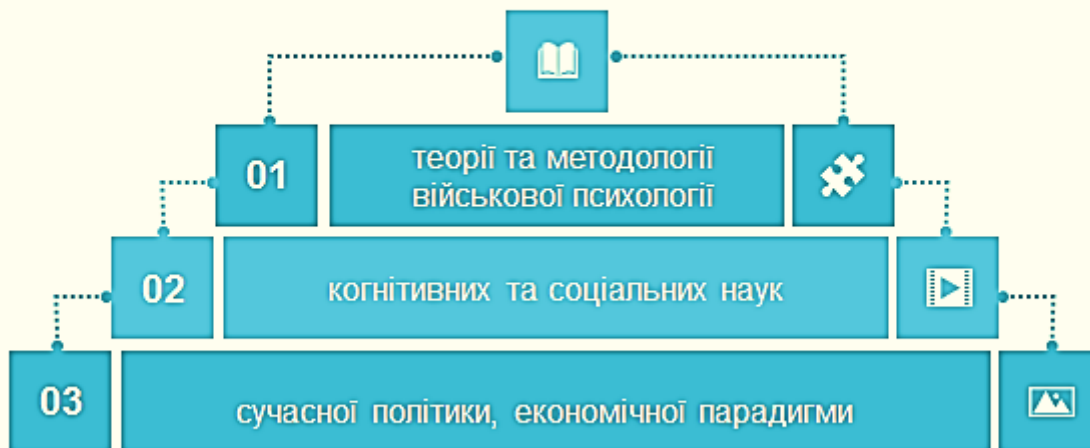 01
теорії та методології
військової психології
02
когнітивних та соціальних наук
03
сучасної політики, економічної парадигми